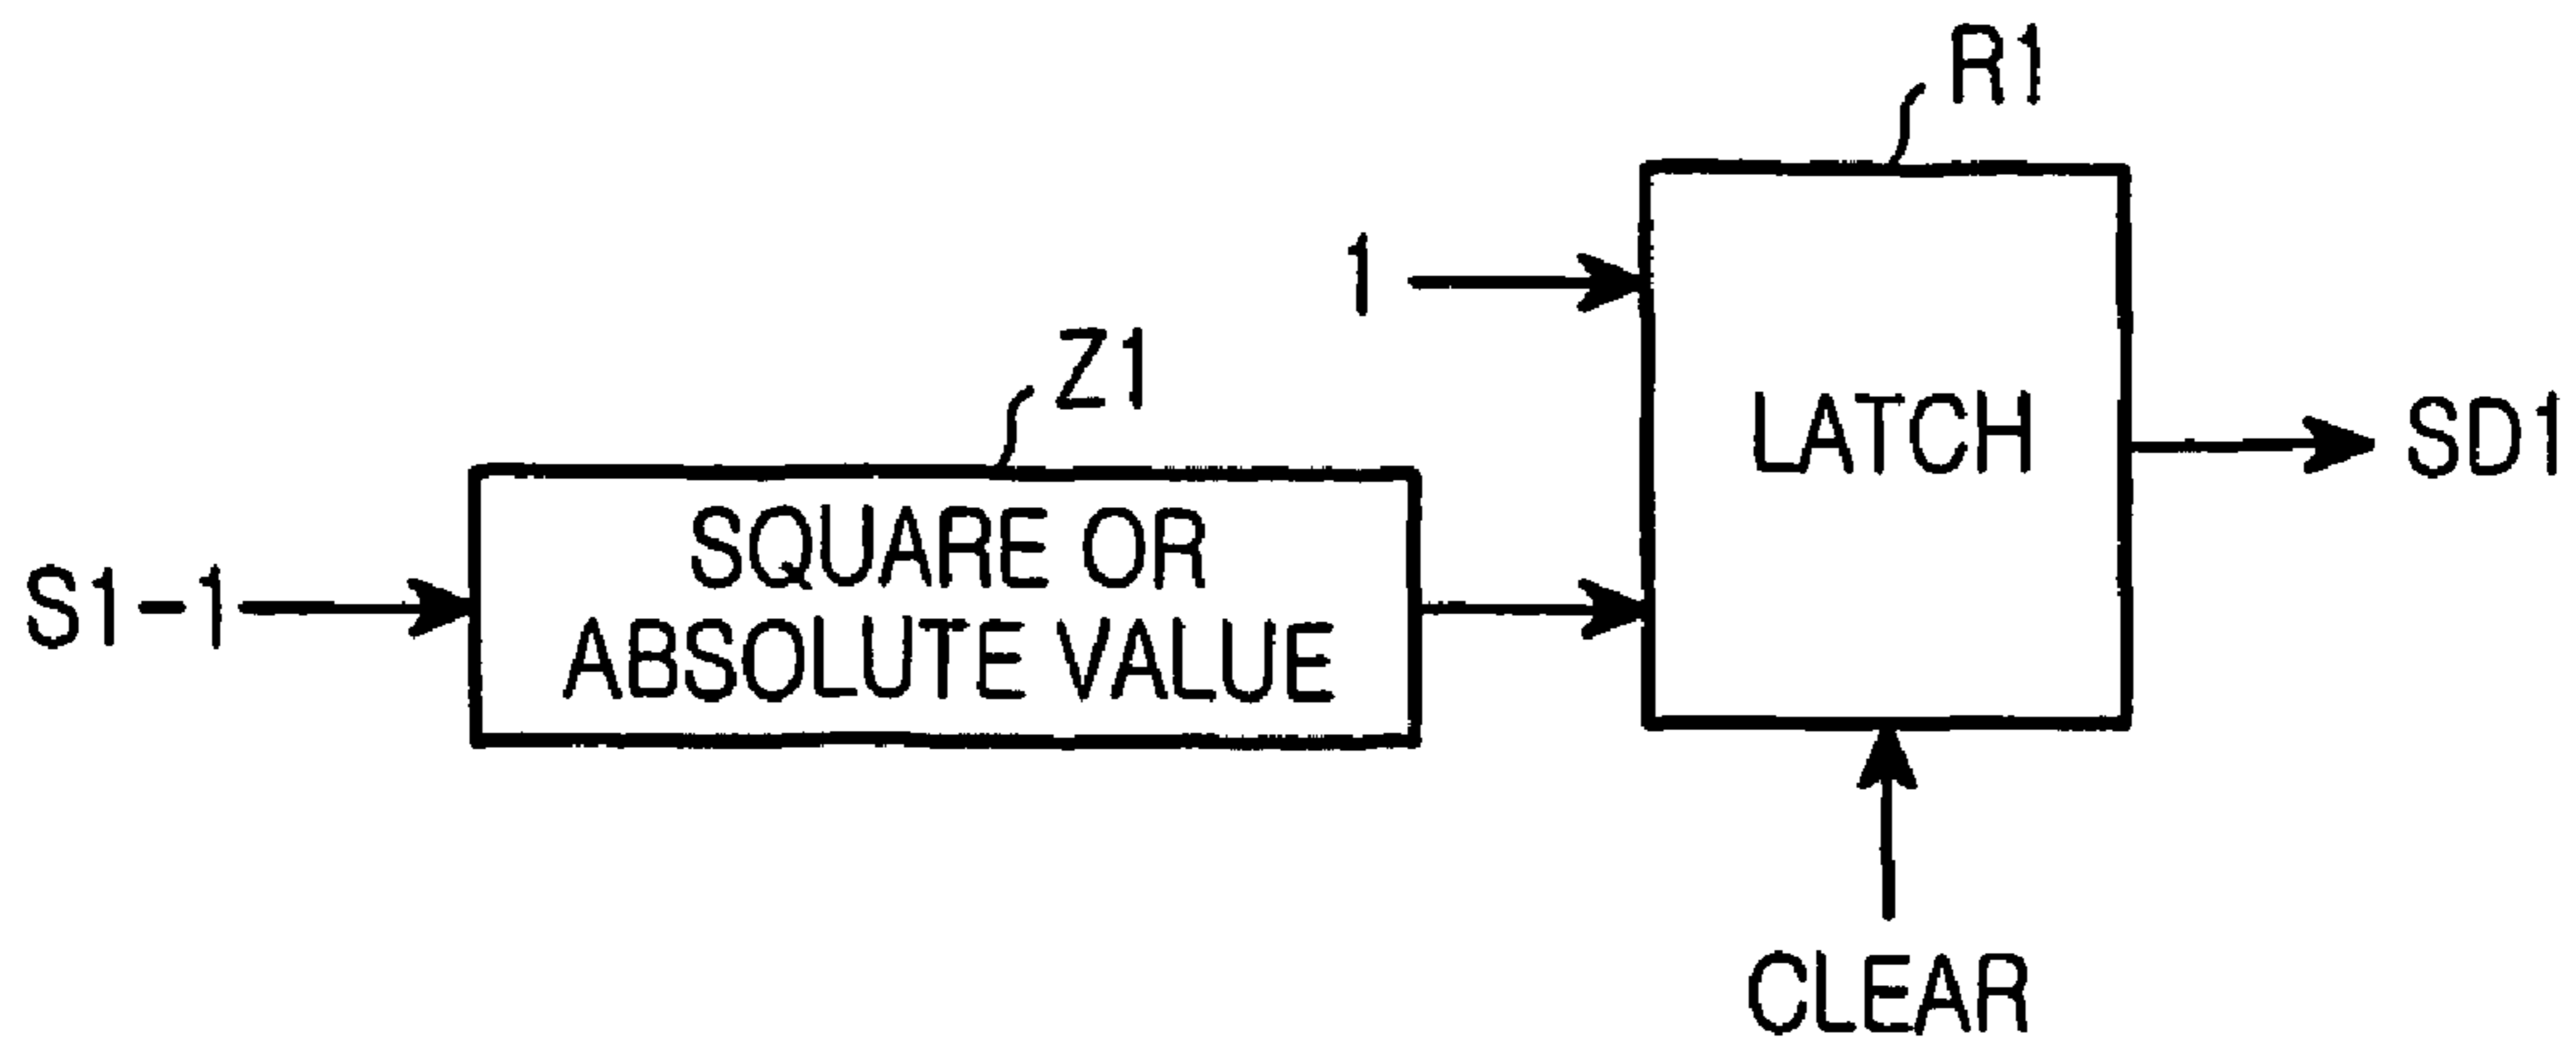 R1
1
Z1
LATCH
SD1
SQUARE OR
ABSOLUTE VALUE
S1-1
CLEAR